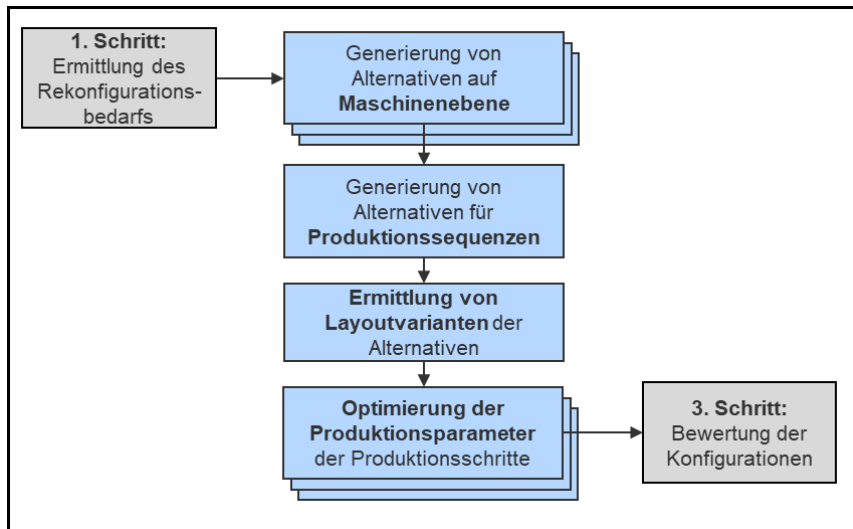 1. Schritt:
Ermittlung des
Rekonfigurations-
bedarfs
Generierung von
Alternativen auf
Maschinenebene
Generierung von
Alternativen für
Produktionssequenzen
Ermittlung von
Layoutvarianten der
Alternativen
Optimierung der
Produktionsparameter
der Produktionsschritte
3. Schritt:
Bewertung der
Konfigurationen